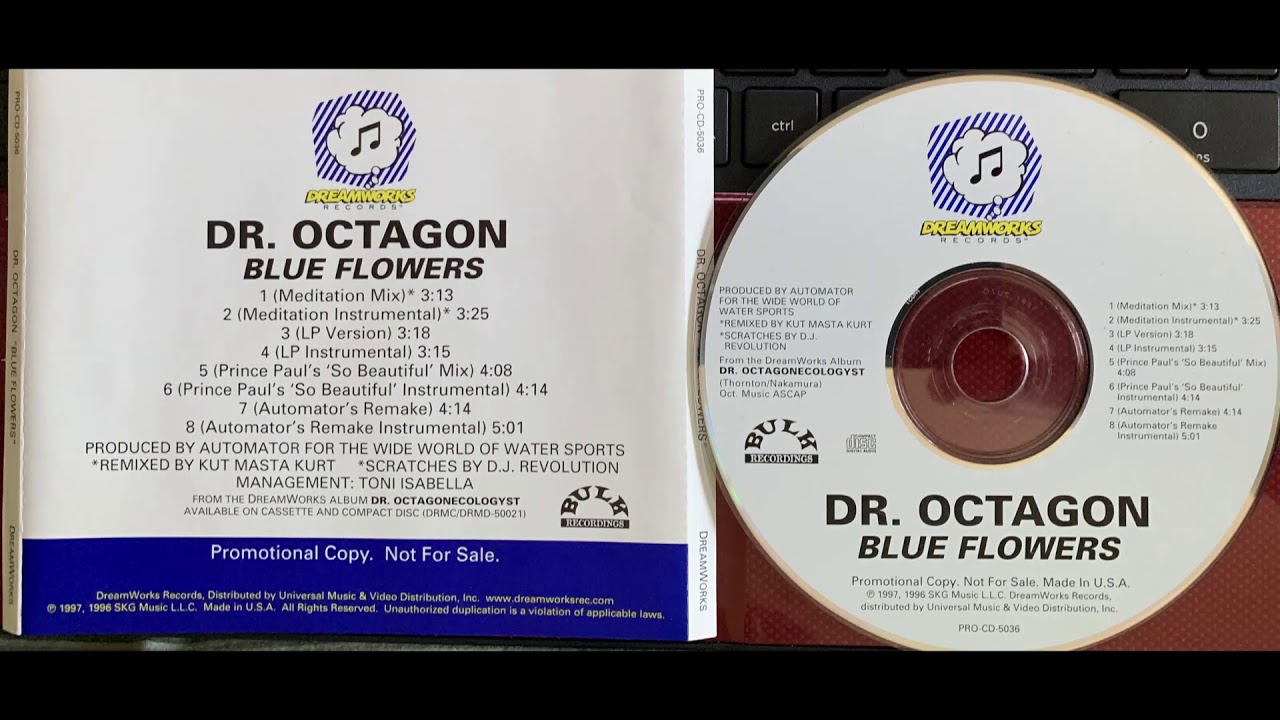 PRO-CD-5036
DR. OCTAGON "BLUE FLOWERS"
DREAMWORKS
DREAMWORKS
RECORDS™
DR. OCTAGON
BLUE FLOWERS
1 (Meditation Mix)* 3:13
2 (Meditation Instrumental)* 3:25
3 (LP Version) 3:18
4 (LP Instrumental) 3:15
5 (Prince Paul's ‘So Beautiful’ Mix) 4:08
6 (Prince Paul's ‘So Beautiful’ Instrumental) 4:14
7 (Automator's Remake) 4:14
8 (Automator's Remake Instrumental) 5:01
PRODUCED BY AUTOMATOR FOR THE WIDE WORLD OF WATER SPORTS
*REMIXED BY KUT MASTA KURT *SCRATCHES BY D.J. REVOLUTION
MANAGEMENT: TONI ISABELLA
FROM THE DREAMWORKS ALBUM DR. OCTAGONECOLOGYST
AVAILABLE ON CASSETTE AND COMPACT DISC (DRMC/DRMD-50021)
BULK
RECORDINGS
Promotional Copy. Not For Sale.
DreamWorks Records, Distributed by Universal Music & Video Distribution, Inc. www.dreamworksrec.com
℗ 1997, 1996 SKG Music L.L.C. Made in U.S.A. All Rights Reserved. Unauthorized duplication is a violation of applicable laws.
PRO-CD-5036
DR. OCTAGON
FLOWERS"
DREAMWORKS
ctrl
0
ns
DREAMWORKS
RECORDS™
PRODUCED BY AUTOMATOR
FOR THE WIDE WORLD OF
WATER SPORTS
*REMIXED BY KUT MASTA KURT
*SCRATCHES BY D.J.
REVOLUTION
From the DreamWorks Album
DR. OCTAGONECOLOGYST
(Thornton/Nakamura)
Oct. Music ASCAP
BULK
RECORDINGS
COMPACT
disc
DIGITAL AUDIO
1 (Meditation Mix)* 3:13
2 (Meditation Instrumental)* 3:25
3 (LP Version) 3:18
4 (LP Instrumental) 3:15
5 (Prince Paul's ‘So Beautiful’ Mix)
4:08
6 (Prince Paul's ‘So Beautiful’
Instrumental) 4:14
7 (Automator's Remake) 4:14
8 (Automator's Remake
Instrumental) 5:01
DR. OCTAGON
BLUE FLOWERS
Promotional Copy. Not For Sale. Made In U.S.A.
℗ 1997, 1996 SKG Music L.L.C. DreamWorks Records,
distributed by Universal Music & Video Distribution, Inc.
PRO-CD-5036